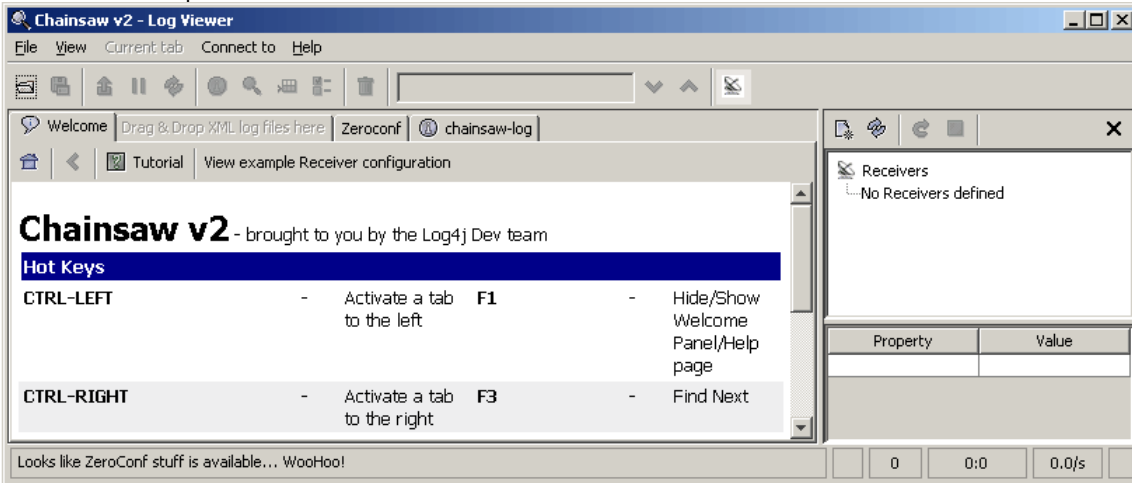 Chainsaw v2 - Log Viewer
File View Current tab Connect to Help
Welcome Drag & Drop XML log files here Zeroconf chainsaw-log
Tutorial View example Receiver configuration
Receivers
No Receivers defined
Chainsaw v2 - brought to you by the Log4j Dev team
Hot Keys
CTRL-LEFT - Activate a tab F1 - Hide/Show
to the left Welcome
Panel/Help
page
Property Value
CTRL-RIGHT - Activate a tab F3 - Find Next
to the right
Looks like ZeroConf stuff is available... WooHoo! 0 0:0 0.0/s